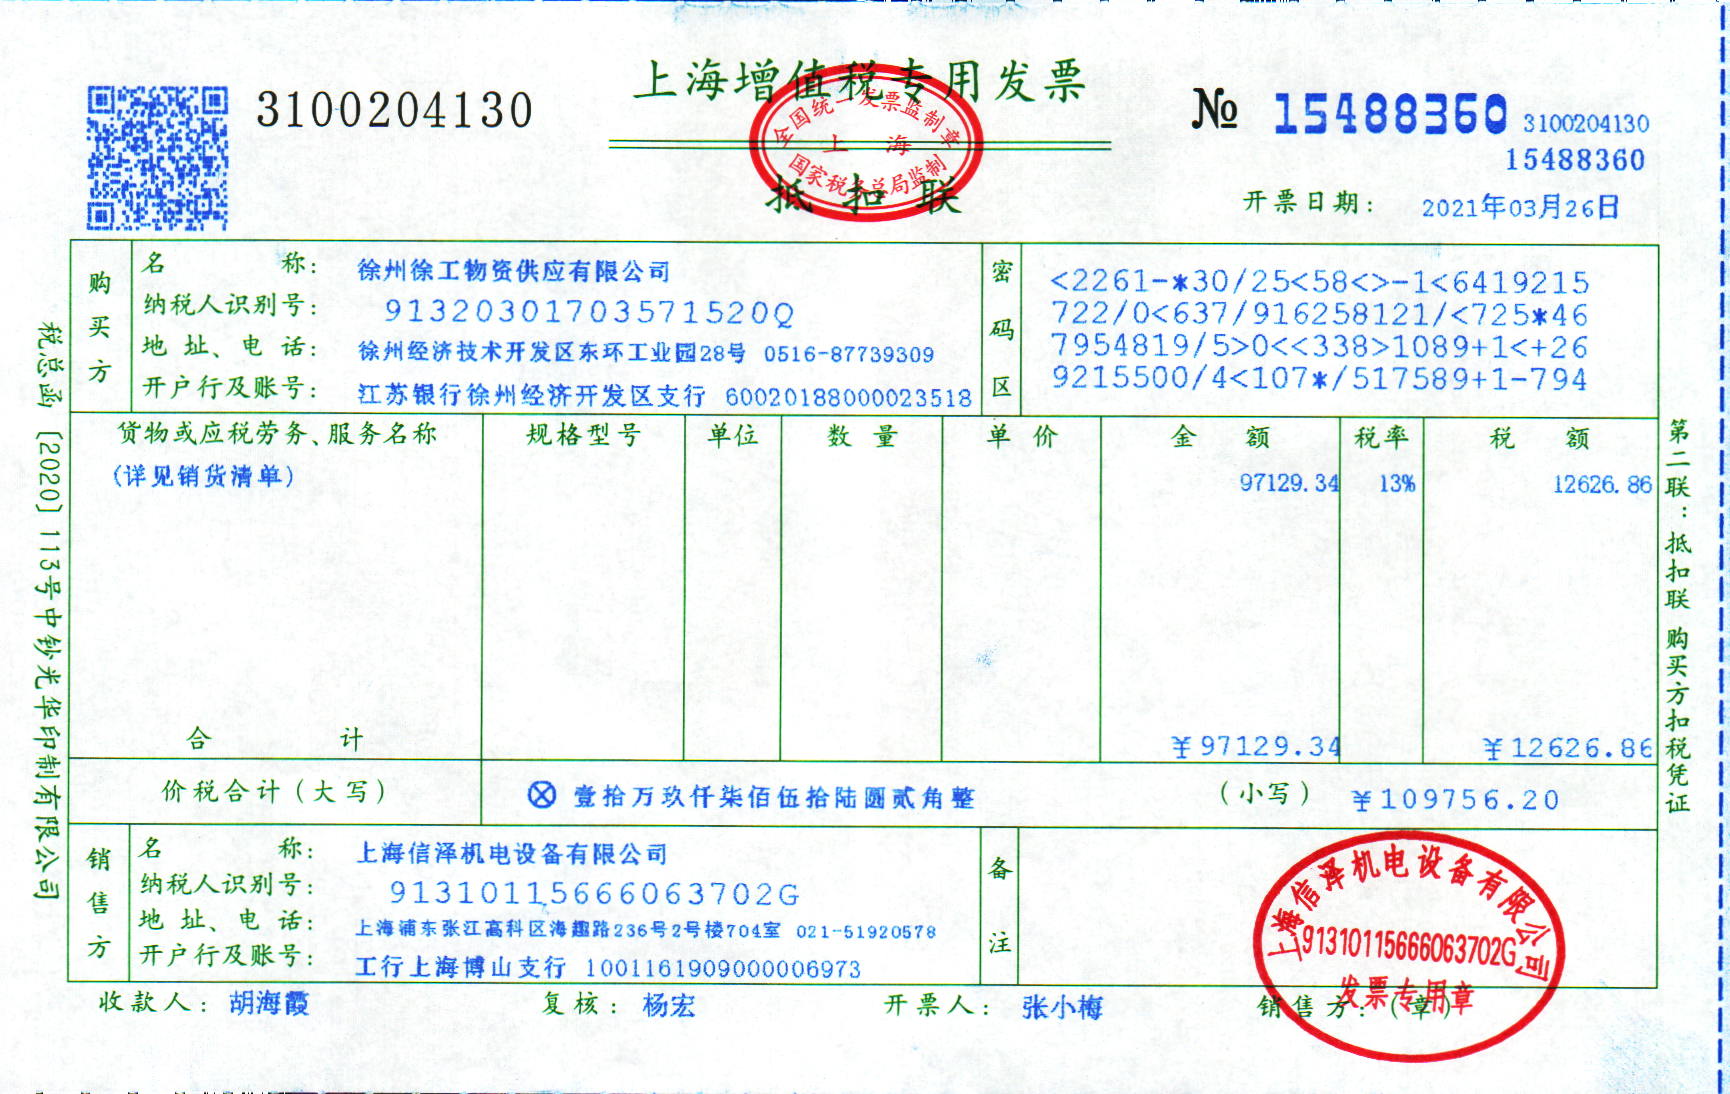 上海增值税专用发票
3100204130
№ 15488360
3100204130
15488360
全国统一发票监制章
上海
国家税务总局监制
抵扣联
开票日期： 2021年03月26日
税总函〔2020〕113号中钞光华印制有限公司
购买方
名称： 徐州徐工物资供应有限公司
纳税人识别号： 91320301703571520Q
地址、电话： 徐州经济技术开发区东环工业园28号 0516-87739309
开户行及账号： 江苏银行徐州经济开发区支行 60020188000023518
密码区
<2261-*30/25<58<>-1<6419215
722/0<637/916258121/<725*46
7954819/5>0<<338>1089+1<+26
9215500/4<107*/517589+1-794
货物或应税劳务、服务名称 规格型号 单位 数量 单价 金额 税率 税额
(详见销货清单) 97129.34 13% 12626.86
合计 ￥97129.34 ￥12626.86
价税合计（大写） ⊗ 壹拾万玖仟柒佰伍拾陆圆贰角整 （小写） ￥109756.20
销售方
名称： 上海信泽机电设备有限公司
纳税人识别号： 91310115666063702G
地址、电话： 上海浦东张江高科区海趣路236号2号楼704室 021-51920578
开户行及账号： 工行上海博山支行 1001161909000006973
备注
上海信泽机电设备有限公司
91310115666063702G
发票专用章
收款人： 胡海霞 复核： 杨宏 开票人： 张小梅 销售方：（章）
第二联：抵扣联 购买方扣税凭证